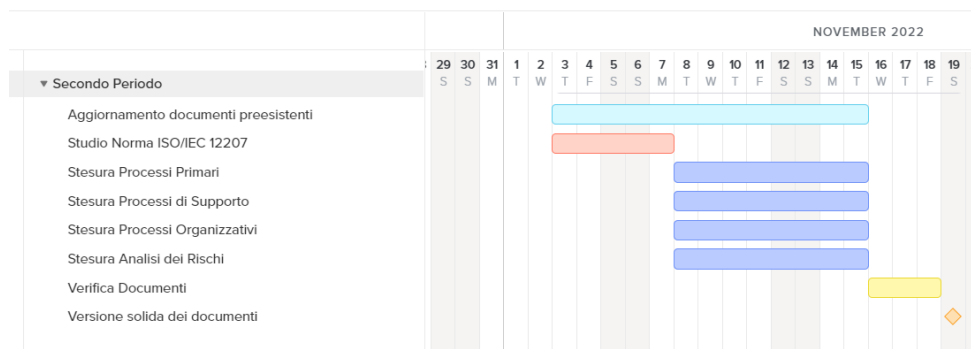 NOVEMBER 2022
29 30 31 1 2 3 4 5 6 7 8 9 10 11 12 13 14 15 16 17 18 19
S S M T W T F S S M T W T F S S M T W T F S
Secondo Periodo
Aggiornamento documenti preesistenti
Studio Norma ISO/IEC 12207
Stesura Processi Primari
Stesura Processi di Supporto
Stesura Processi Organizzativi
Stesura Analisi dei Rischi
Verifica Documenti
Versione solida dei documenti